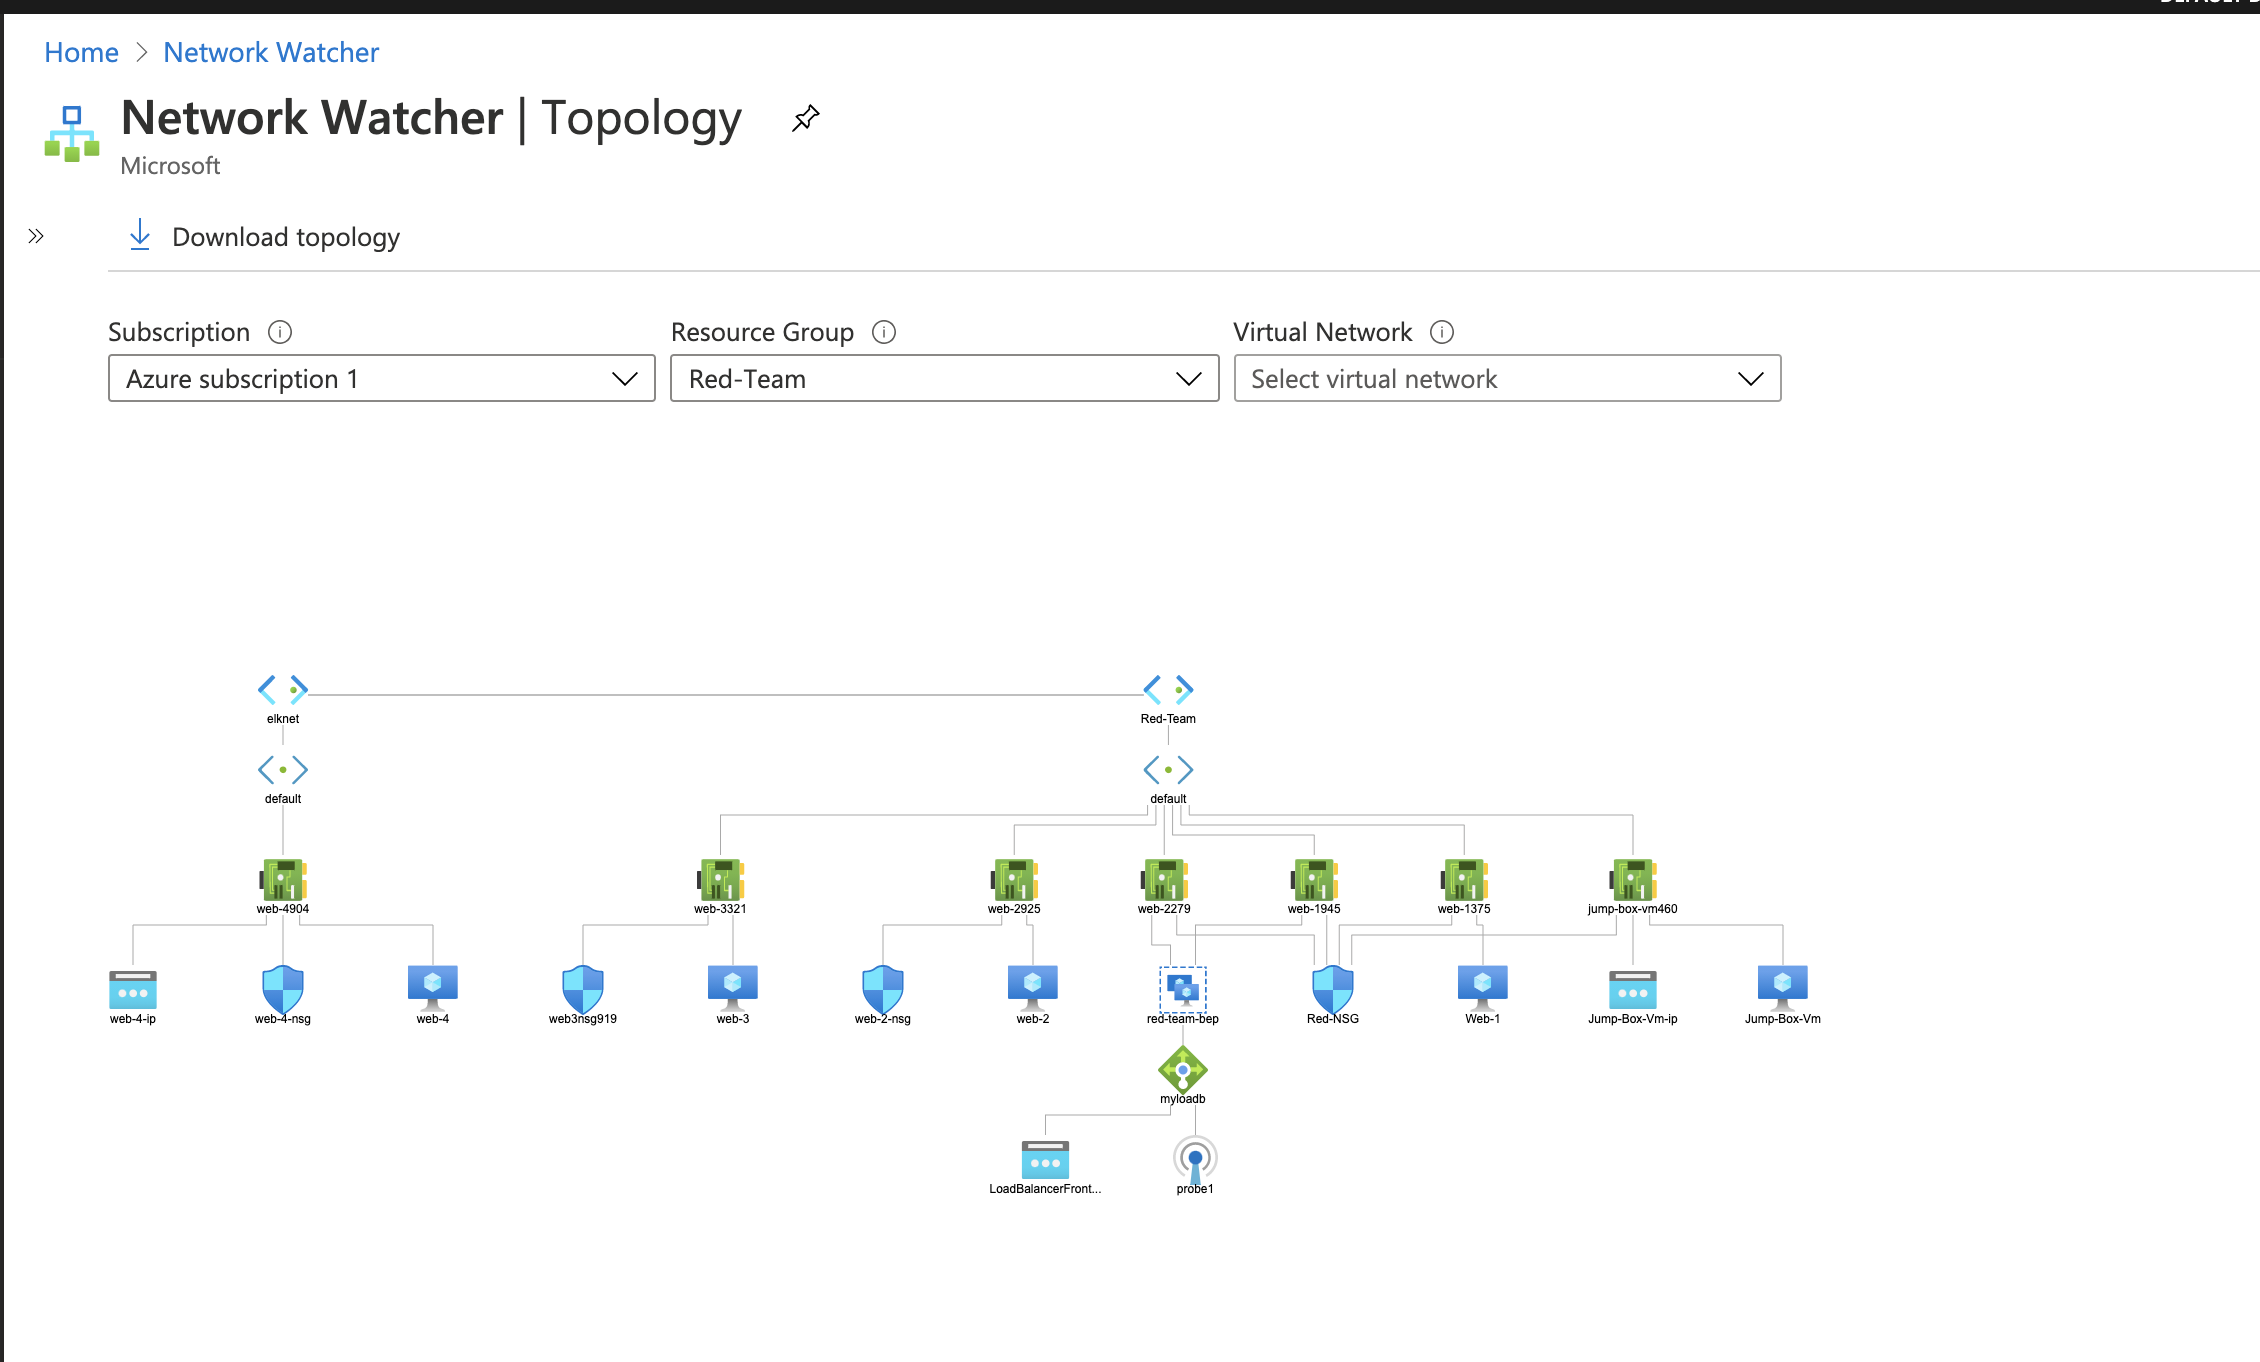 Home > Network Watcher
Network Watcher | Topology
Microsoft
Download topology
Subscription
Resource Group
Virtual Network
Azure subscription 1
Red-Team
Select virtual network
elknet
Red-Team
default
default
web-4904
web-3321
web-2925
web-2279
web-1945
web-1375
jump-box-vm460
web-4-ip
web-4-nsg
web-4
web3nsg919
web-3
web-2-nsg
web-2
red-team-bep
Red-NSG
Web-1
Jump-Box-Vm-ip
Jump-Box-Vm
myloadb
LoadBalancerFront...
probe1